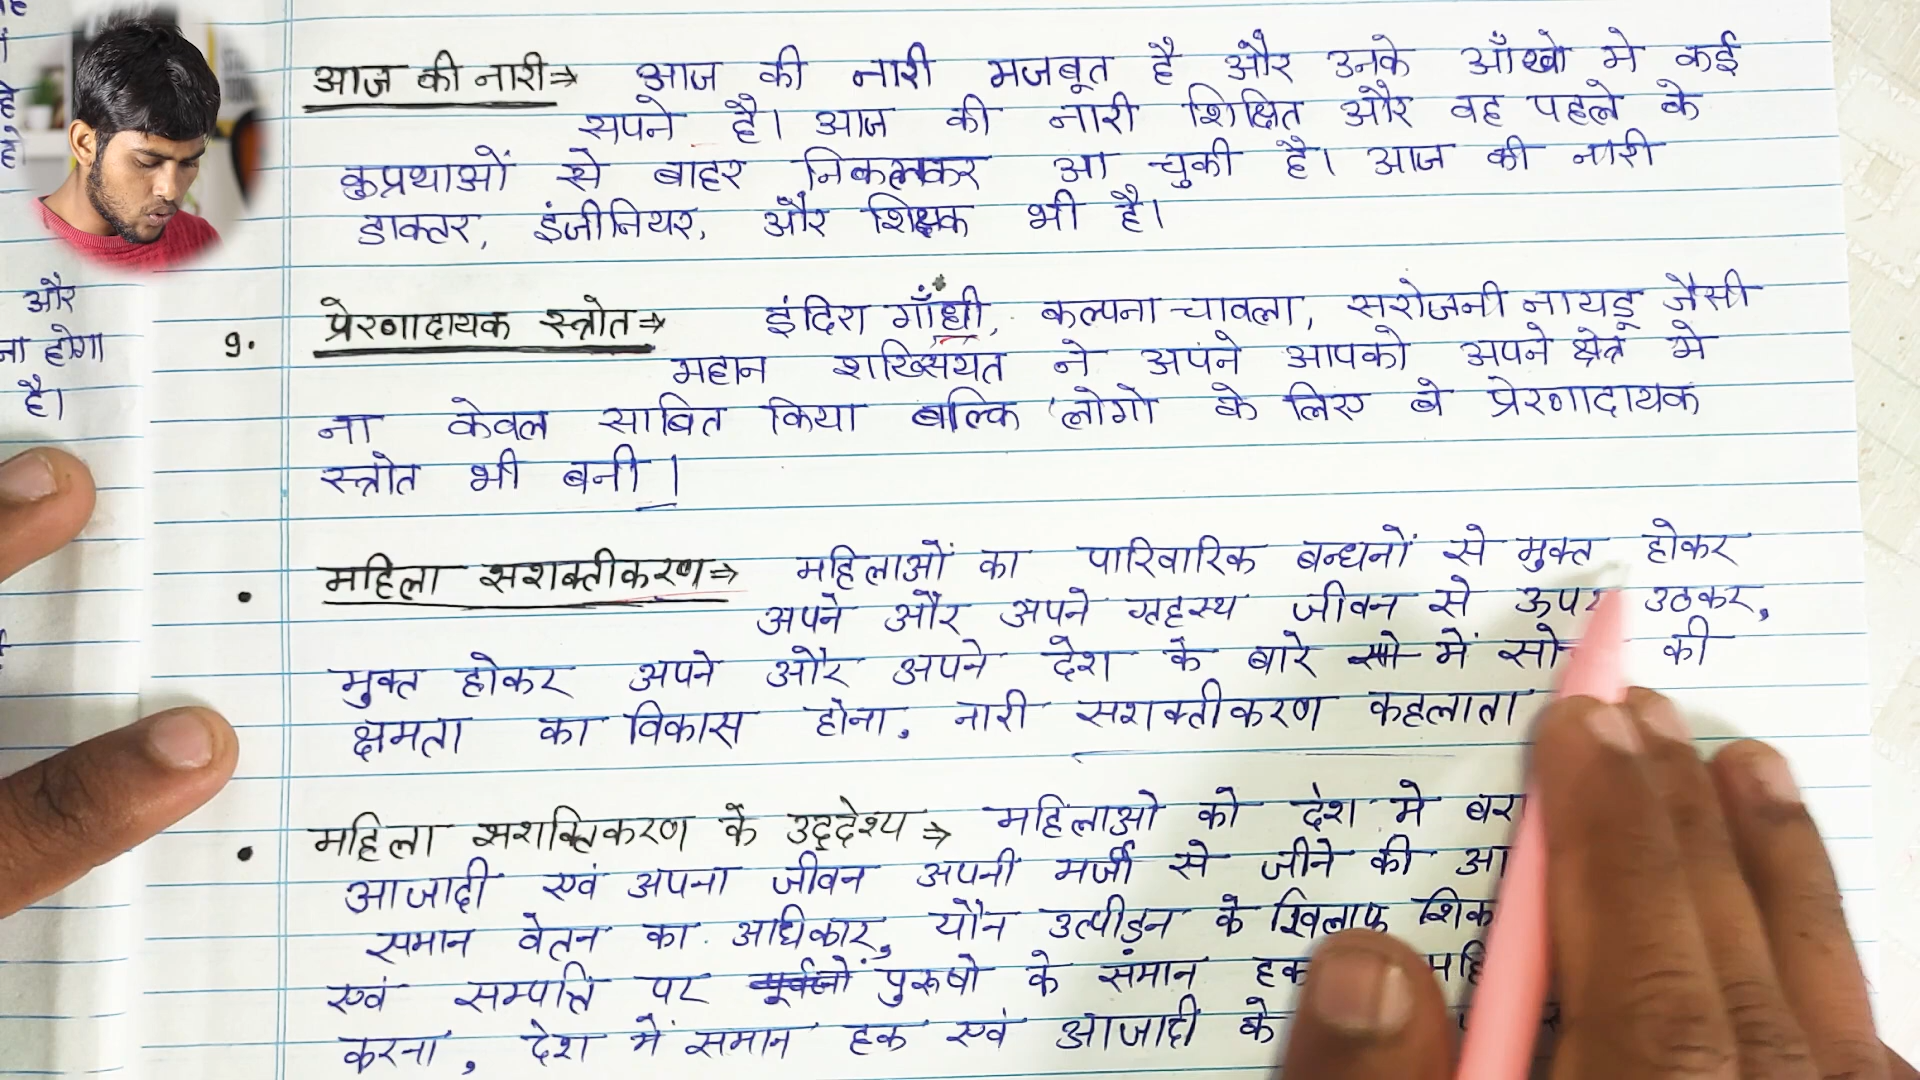 आज की नारी⇒ आज की नारी मजबूत है और उनके आँखो मे कई
सपने है। आज की नारी शिक्षित और वह पहले के
कुप्रथाओं से बाहर निकलकर आ चुकी है। आज की नारी
डाक्टर, इंजीनियर, और शिक्षक भी है।
और
ना होगा
है।
9. प्रेरणादायक स्त्रोत⇒ इंदिरा गाँधी, कल्पना चावला, सरोजनी नायडू जैसी
महान शख्सियत ने अपने आपको अपने क्षेत्र मे
ना केवल साबित किया बल्कि लोगो के लिए वे प्रेरणादायक
स्त्रोत भी बनी।
• महिला सशक्तीकरण⇒ महिलाओं का पारिवारिक बन्धनों से मुक्त होकर
अपने और अपने गृहस्थ जीवन से ऊपर उठकर,
मुक्त होकर अपने और अपने देश के बारे में की
क्षमता का विकास होना, नारी सशक्तीकरण कहलाता
• महिला सशक्तिकरण के उद्देश्य ⇒ महिलाओ को देश मे
आजादी एवं अपना जीवन अपनी मर्जी से जीने की
समान वेतन का अधिकार, यौन उत्पीड़न के खिलाफ
एवं सम्पत्ति पर पुरूषो के समान हक
करना, देश में समान हक एवं आजादी के